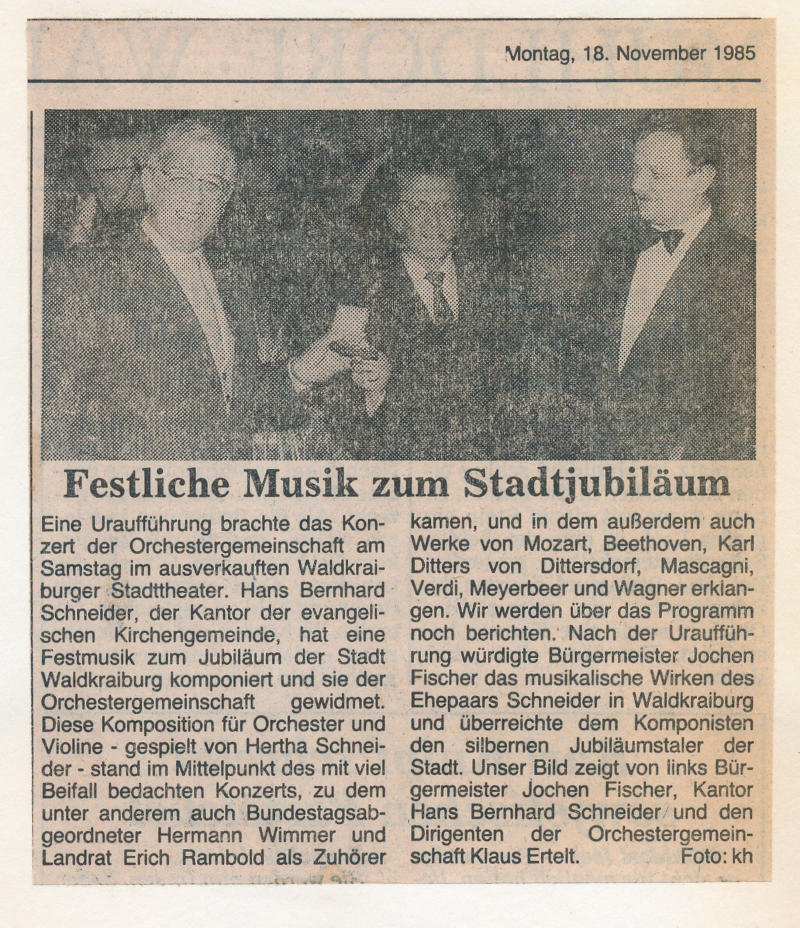 Montag, 18. November 1985
Festliche Musik zum Stadtjubiläum
Eine Uraufführung brachte das Kon-
zert der Orchestergemeinschaft am
Samstag im ausverkauften Waldkrai-
burger Stadttheater. Hans Bernhard
Schneider, der Kantor der evangeli-
schen Kirchengemeinde, hat eine
Festmusik zum Jubiläum der Stadt
Waldkraiburg komponiert und sie der
Orchestergemeinschaft gewidmet.
Diese Komposition für Orchester und
Violine - gespielt von Hertha Schnei-
der - stand im Mittelpunkt des mit viel
Beifall bedachten Konzerts, zu dem
unter anderem auch Bundestagsab-
geordneter Hermann Wimmer und
Landrat Erich Rambold als Zuhörer
kamen, und in dem außerdem auch
Werke von Mozart, Beethoven, Karl
Ditters von Dittersdorf, Mascagni,
Verdi, Meyerbeer und Wagner erklan-
gen. Wir werden über das Programm
noch berichten. Nach der Urauffüh-
rung würdigte Bürgermeister Jochen
Fischer das musikalische Wirken des
Ehepaars Schneider in Waldkraiburg
und überreichte dem Komponisten
den silbernen Jubiläumstaler der
Stadt. Unser Bild zeigt von links Bür-
germeister Jochen Fischer, Kantor
Hans Bernhard Schneider und den
Dirigenten der Orchestergemein-
schaft Klaus Ertelt. Foto: kh